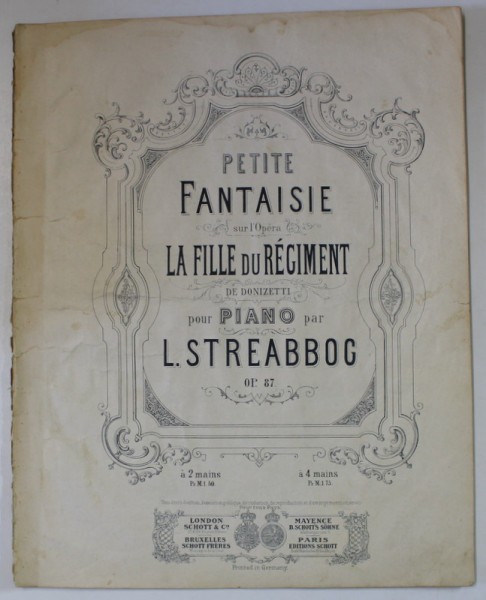 PETITE
FANTAISIE
sur l'Opéra
LA FILLE DU RÉGIMENT
DE DONIZETTI
pour PIANO par
L. STREABBOG
OP. 87
à 2 mains
à 4 mains
LONDON
SCHOTT & Co.
MAYENCE
B. SCHOTT'S SÖHNE
BRUXELLES
SCHOTT FRÈRES
PARIS
EDITIONS SCHOTT
Printed in Germany